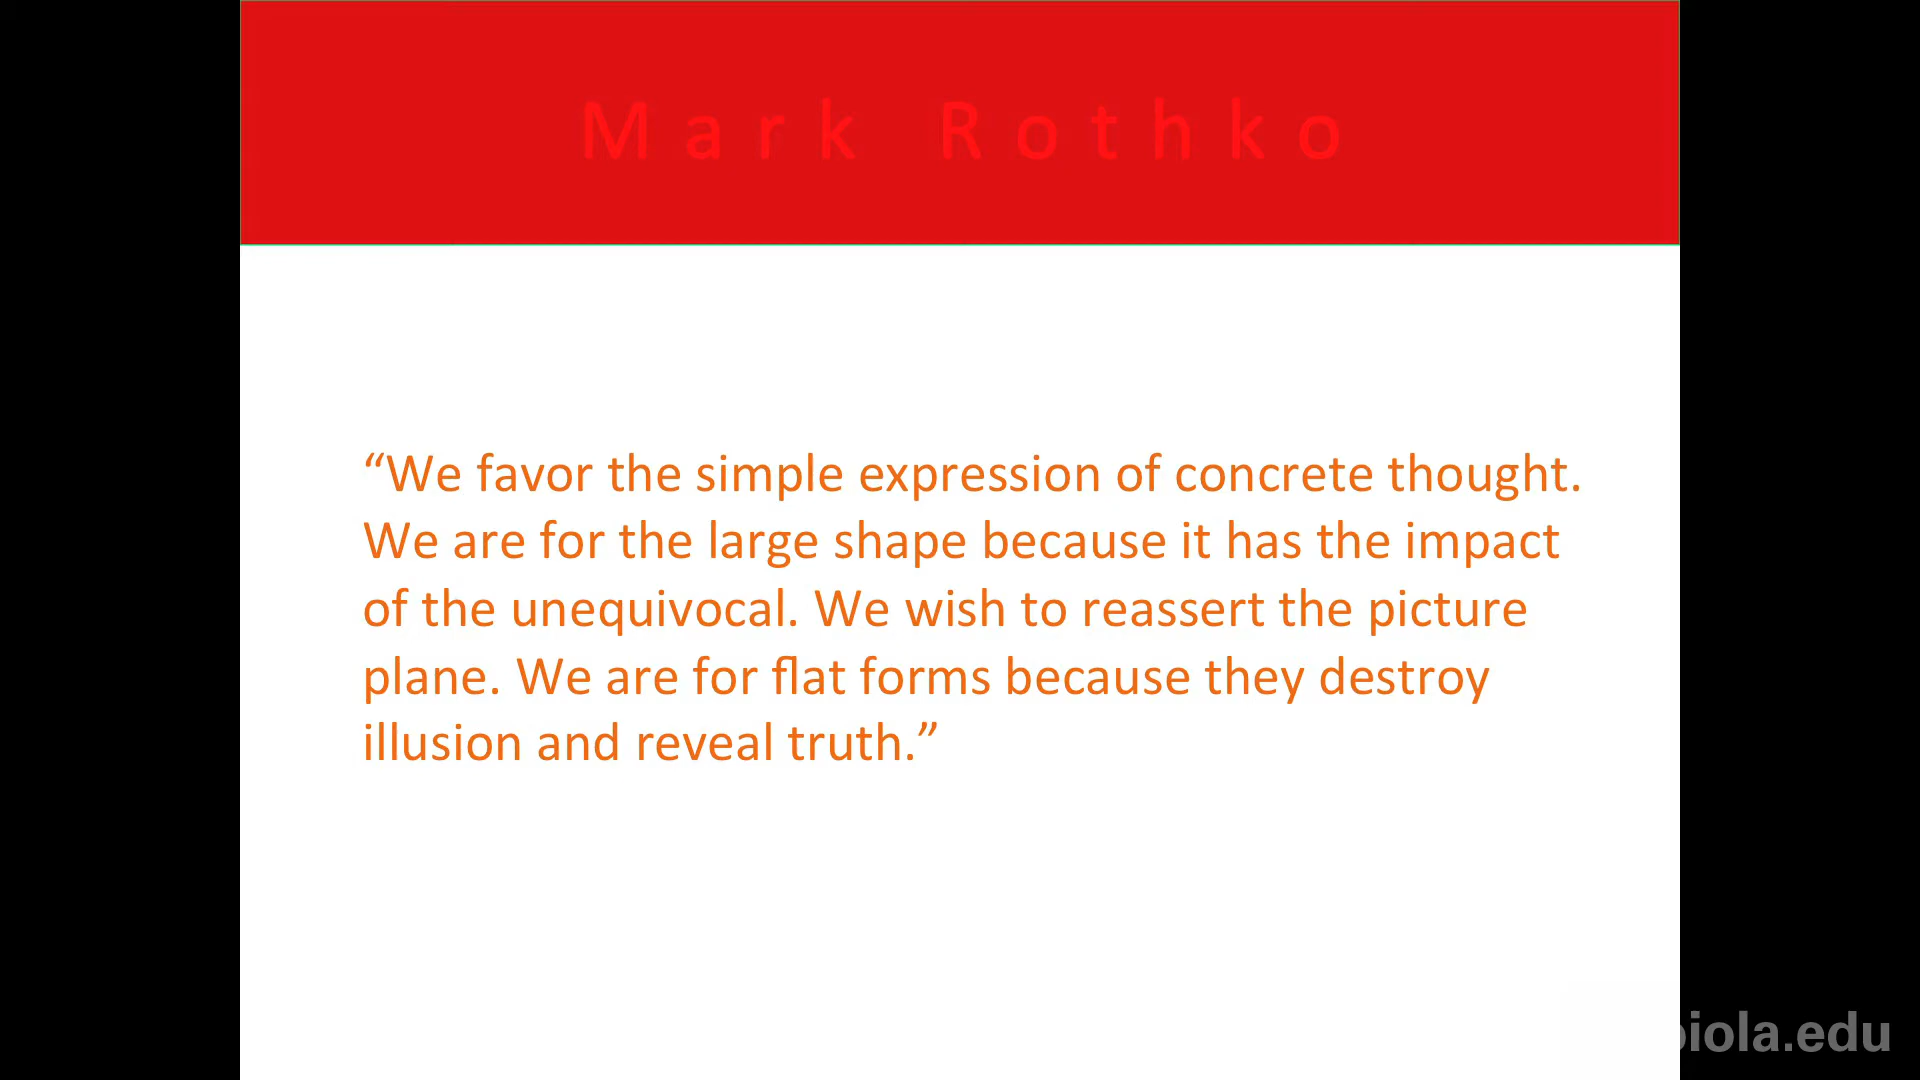 Mark Rothko
“We favor the simple expression of concrete thought.
We are for the large shape because it has the impact
of the unequivocal. We wish to reassert the picture
plane. We are for flat forms because they destroy
illusion and reveal truth.”
biola.edu